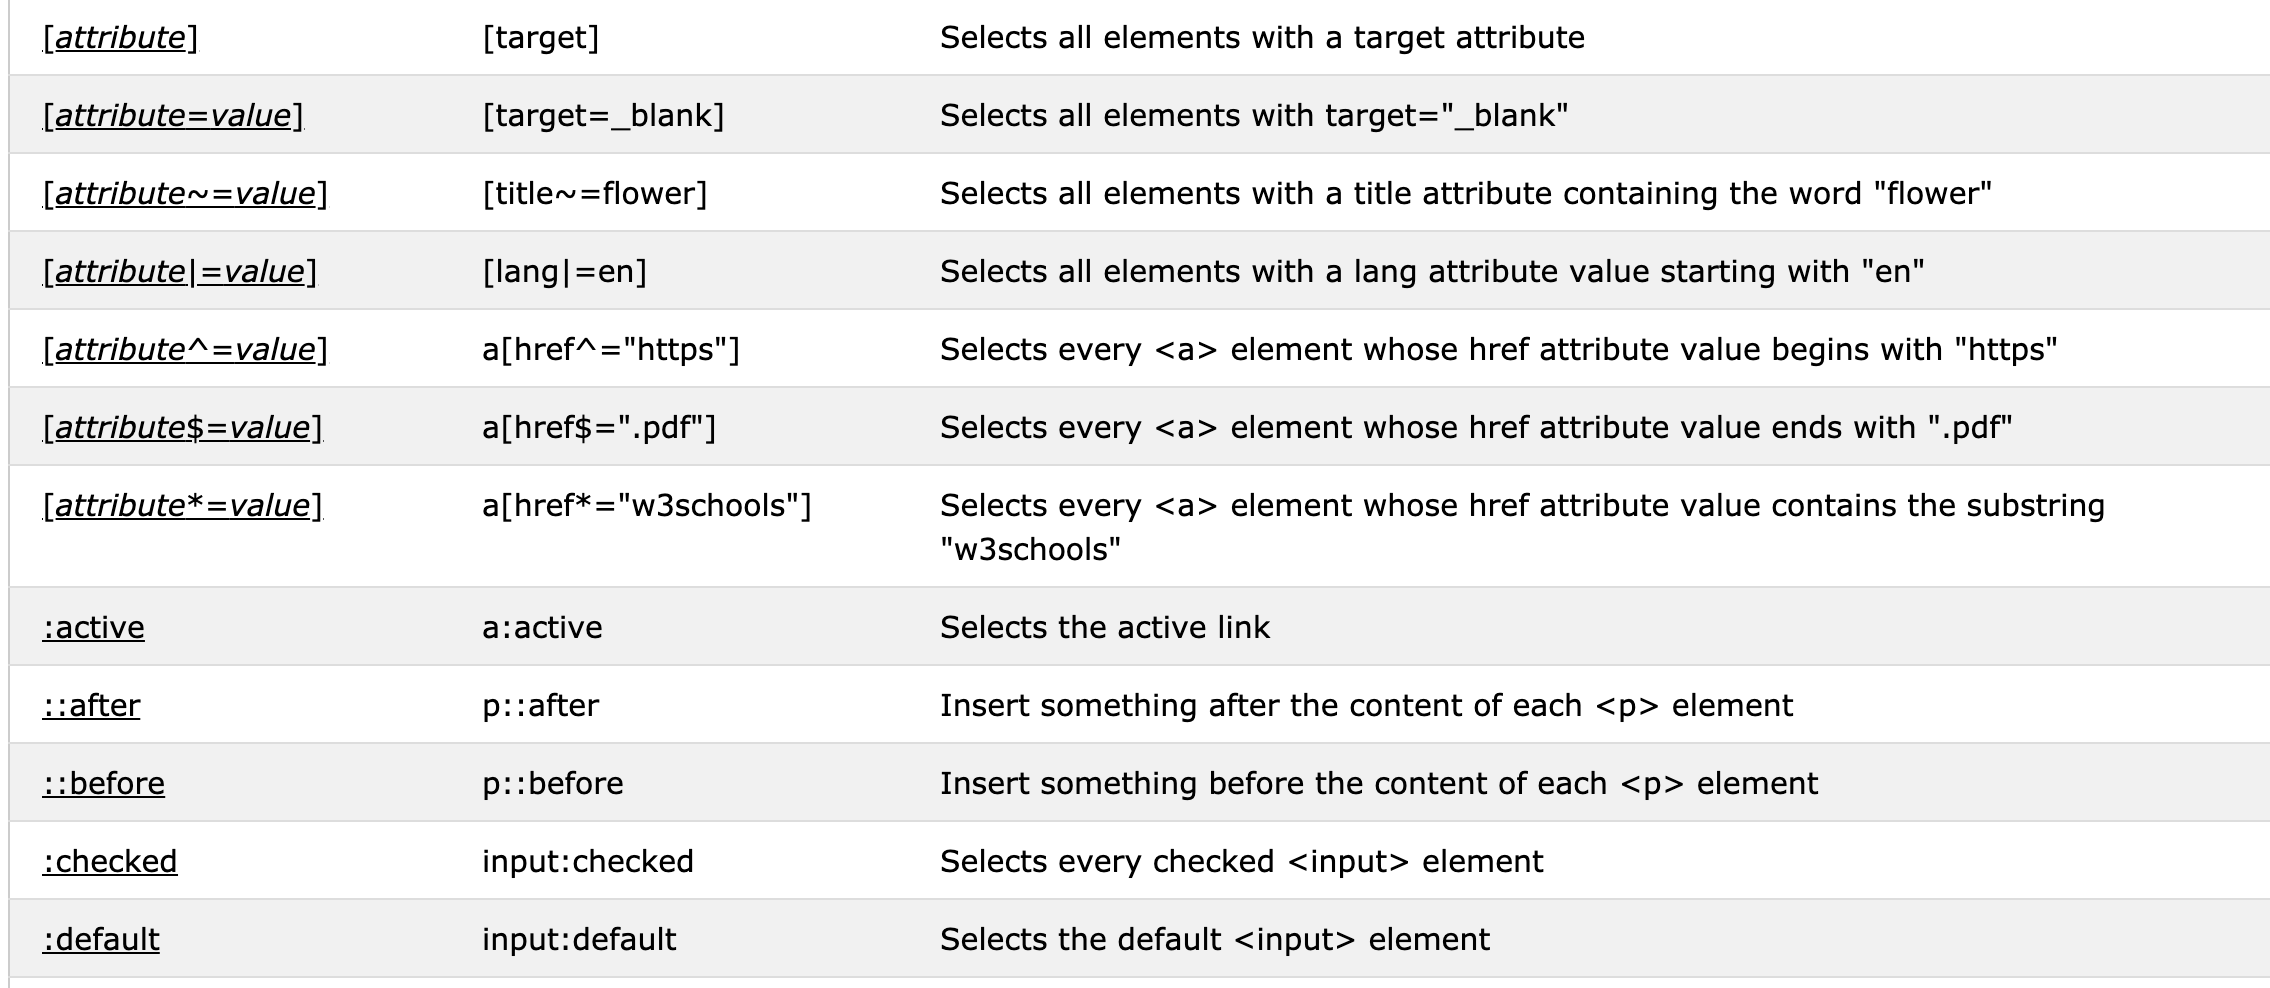 [attribute] [target] Selects all elements with a target attribute
[attribute=value] [target=_blank] Selects all elements with target="_blank"
[attribute~=value] [title~=flower] Selects all elements with a title attribute containing the word "flower"
[attribute|=value] [lang|=en] Selects all elements with a lang attribute value starting with "en"
[attribute^=value] a[href^="https"] Selects every <a> element whose href attribute value begins with "https"
[attribute$=value] a[href$=".pdf"] Selects every <a> element whose href attribute value ends with ".pdf"
[attribute*=value] a[href*="w3schools"] Selects every <a> element whose href attribute value contains the substring
"w3schools"
:active a:active Selects the active link
::after p::after Insert something after the content of each <p> element
::before p::before Insert something before the content of each <p> element
:checked input:checked Selects every checked <input> element
:default input:default Selects the default <input> element